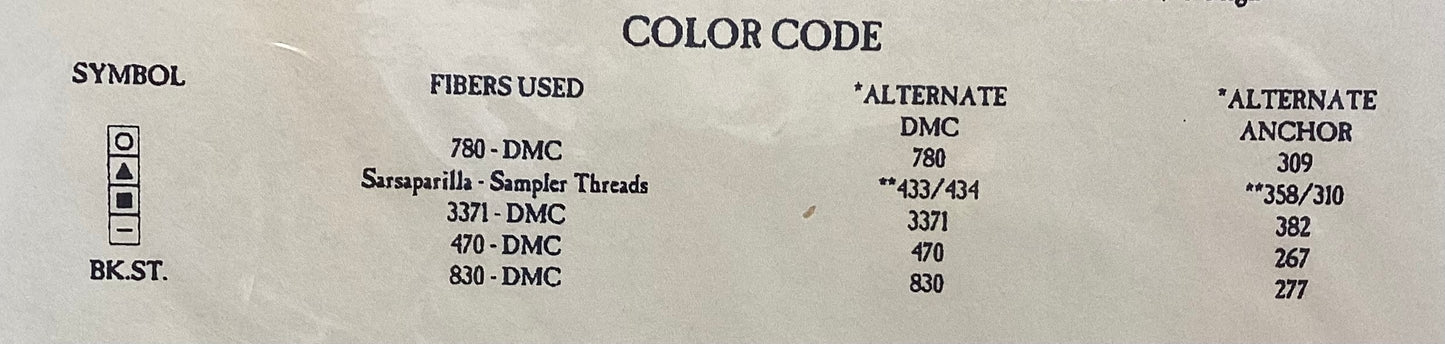 COLOR CODE
SYMBOL FIBERS USED *ALTERNATE DMC *ALTERNATE ANCHOR
○ 780 - DMC 780 309
▲ Sarsaparilla - Sampler Threads **433/434 **358/310
■ 3371 - DMC 3371 382
– 470 - DMC 470 267
BK.ST. 830 - DMC 830 277